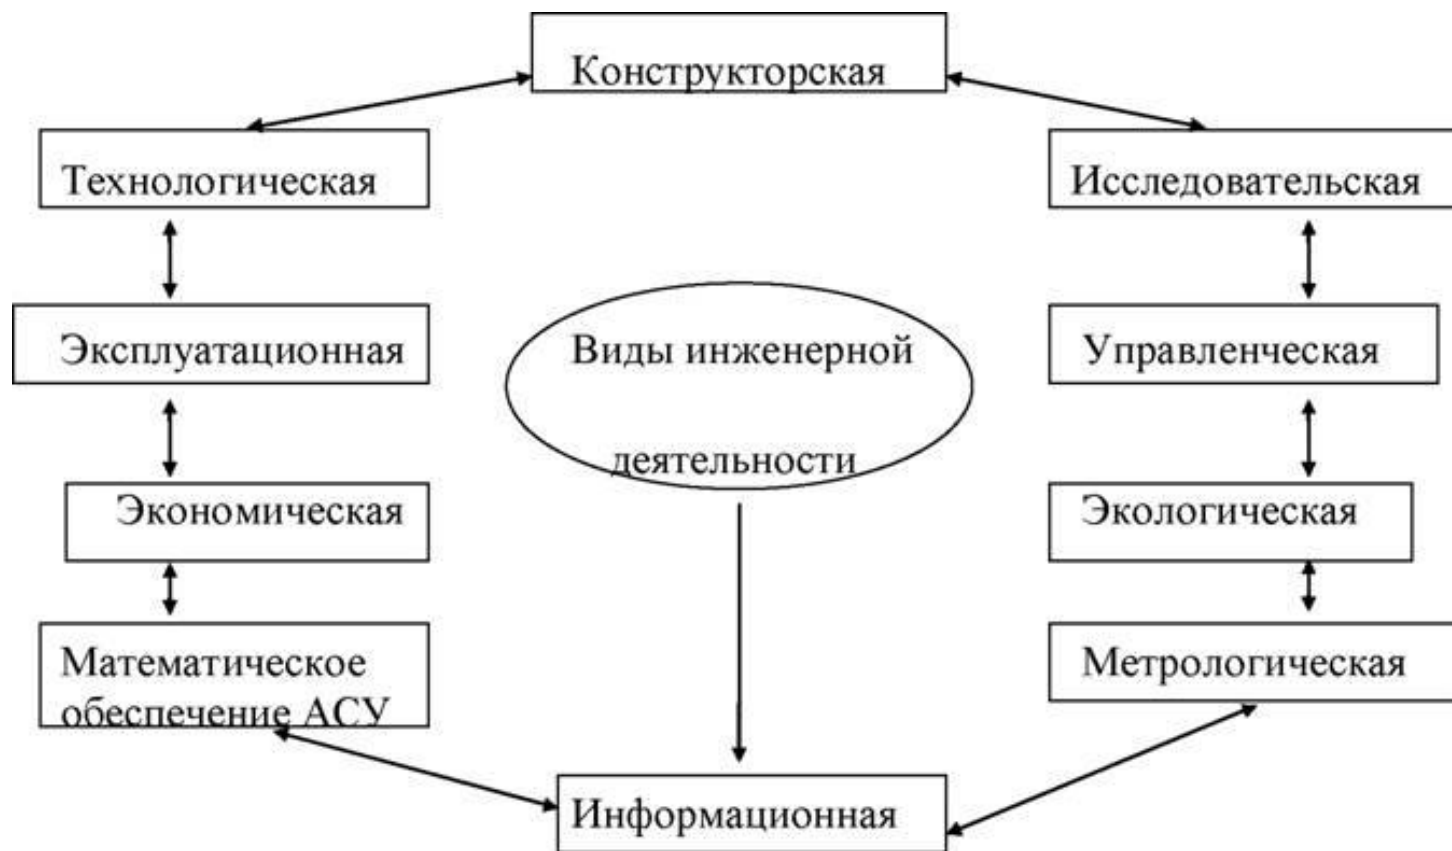 Конструкторская
Технологическая
Исследовательская
Эксплуатационная
Виды инженерной
деятельности
Управленческая
Экономическая
Экологическая
Математическое
обеспечение АСУ
Метрологическая
Информационная